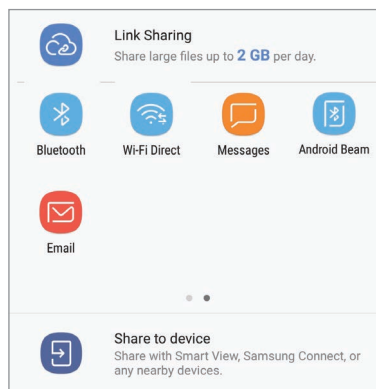 Link Sharing
Share large files up to 2 GB per day.
Bluetooth Wi-Fi Direct Messages Android Beam
Email
Share to device
Share with Smart View, Samsung Connect, or
any nearby devices.